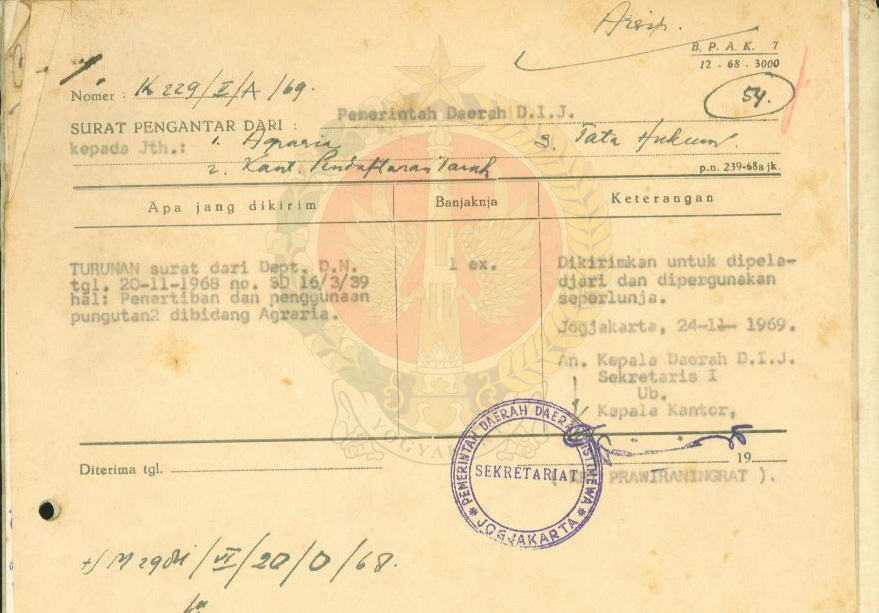 Arsip.
B. P. A. K. 7
12 - 68 - 3000
54.
Nomer : K 229/I/A/69.
SURAT PENGANTAR DARI : Pemerintah Daerah D.I.J.
kepada Jth.: 1. Agraria 3. Tata Hukum.
2. Kant. Pendaftaran Tanah
p.n. 239-68a jk.
Apa jang dikirim Banjaknja Keterangan
TURUNAN surat dari Dept. D.N.
tgl. 20-11-1968 no. Sb 16/3/39
hal: Penertiban dan penggunaan
pungutan2 dibidang Agraria.
1 ex.
Dikirimkan untuk dipela-
djari dan dipergunakan
seperlunja.
Jogjakarta, 24-11- 1969.
An. Kepala Daerah D.I.J.
Sekretaris I
Ub.
Kepala Kantor,
Diterima tgl.
19
PRAWIRANINGRAT ).
PEMERINTAH DAERAH DAERAH ISTIMEWA
SEKRETARIAT
* JOGJAKARTA *
/VI/20/D/68.